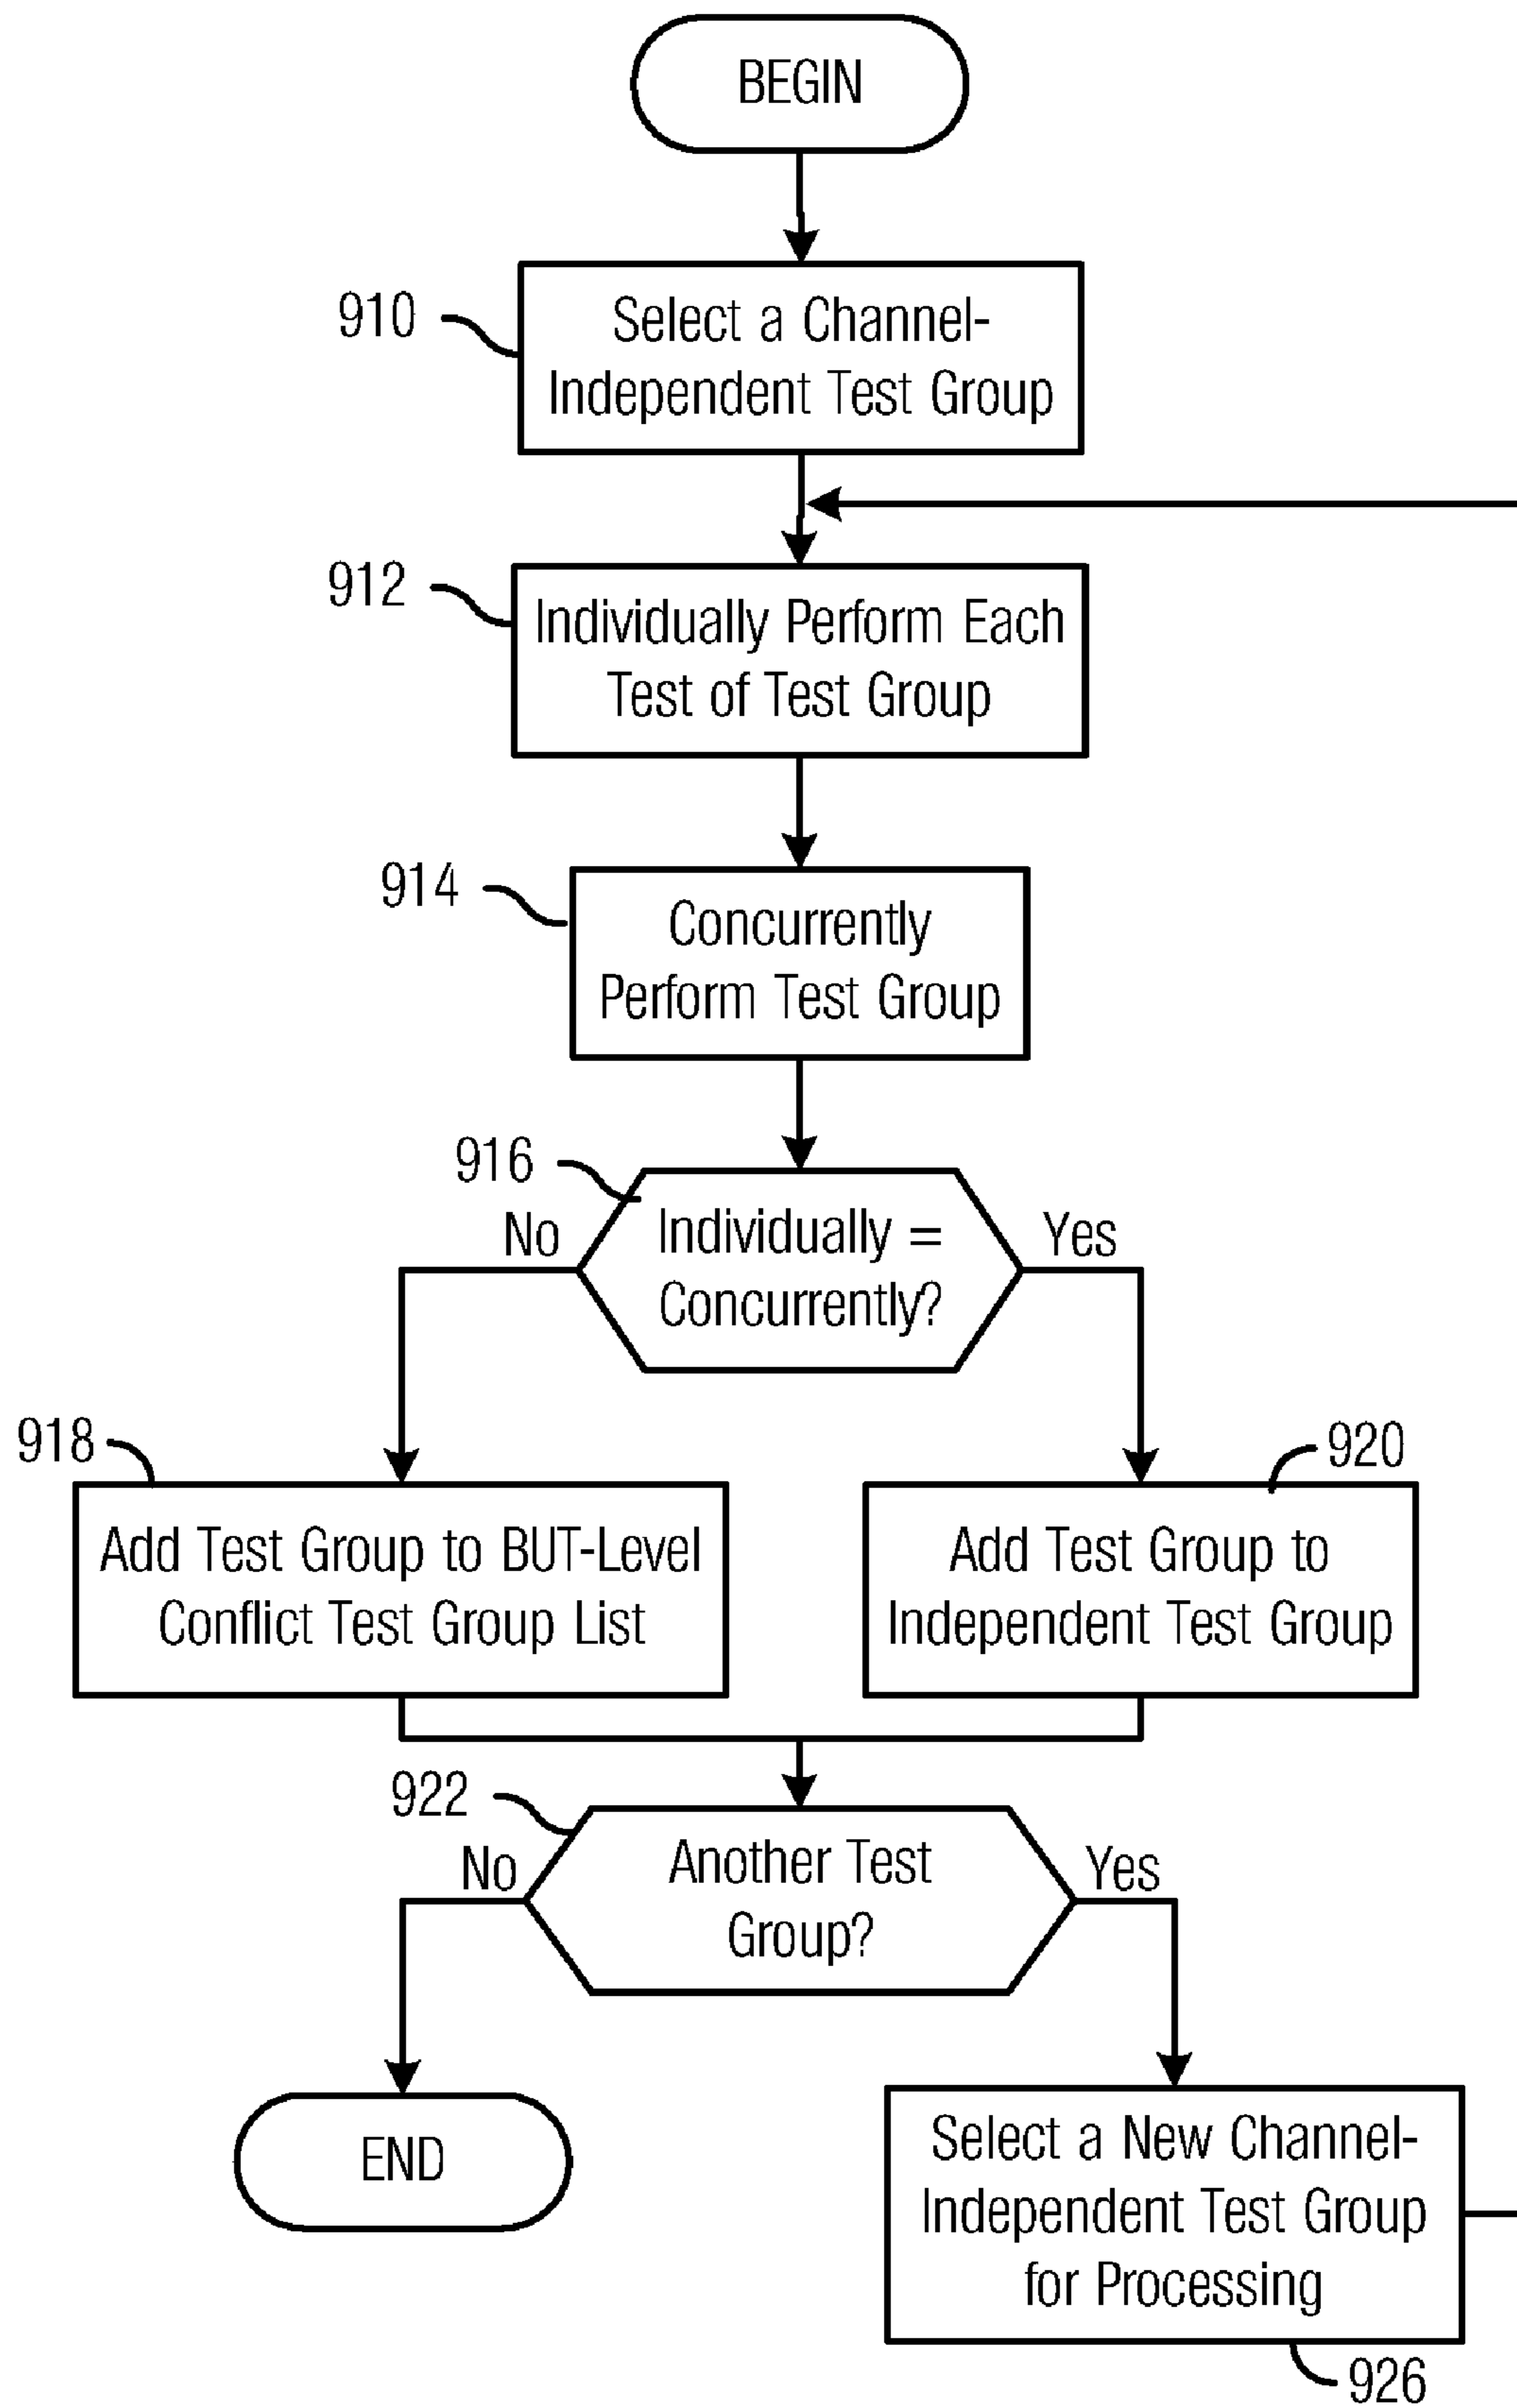 BEGIN
910
Select a Channel-
Independent Test Group
912
Individually Perform Each
Test of Test Group
914
Concurrently
Perform Test Group
916
No
Individually =
Concurrently?
Yes
918
Add Test Group to BUT-Level
Conflict Test Group List
920
Add Test Group to
Independent Test Group
922
No
Another Test
Group?
Yes
END
Select a New Channel-
Independent Test Group
for Processing
926